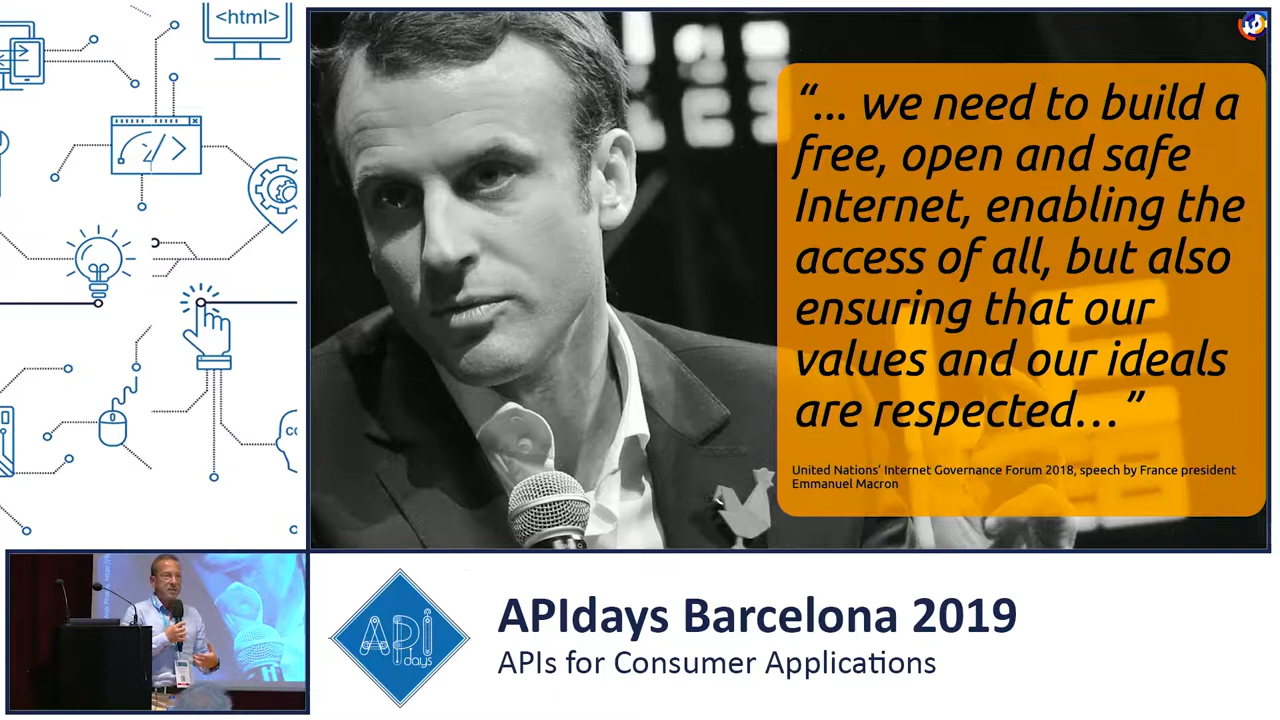 <html>
</>
“... we need to build a
free, open and safe
Internet, enabling the
access of all, but also
ensuring that our
values and our ideals
are respected…”
United Nations’ Internet Governance Forum 2018, speech by France president
Emmanuel Macron
API
days
APIdays Barcelona 2019
APIs for Consumer Applications